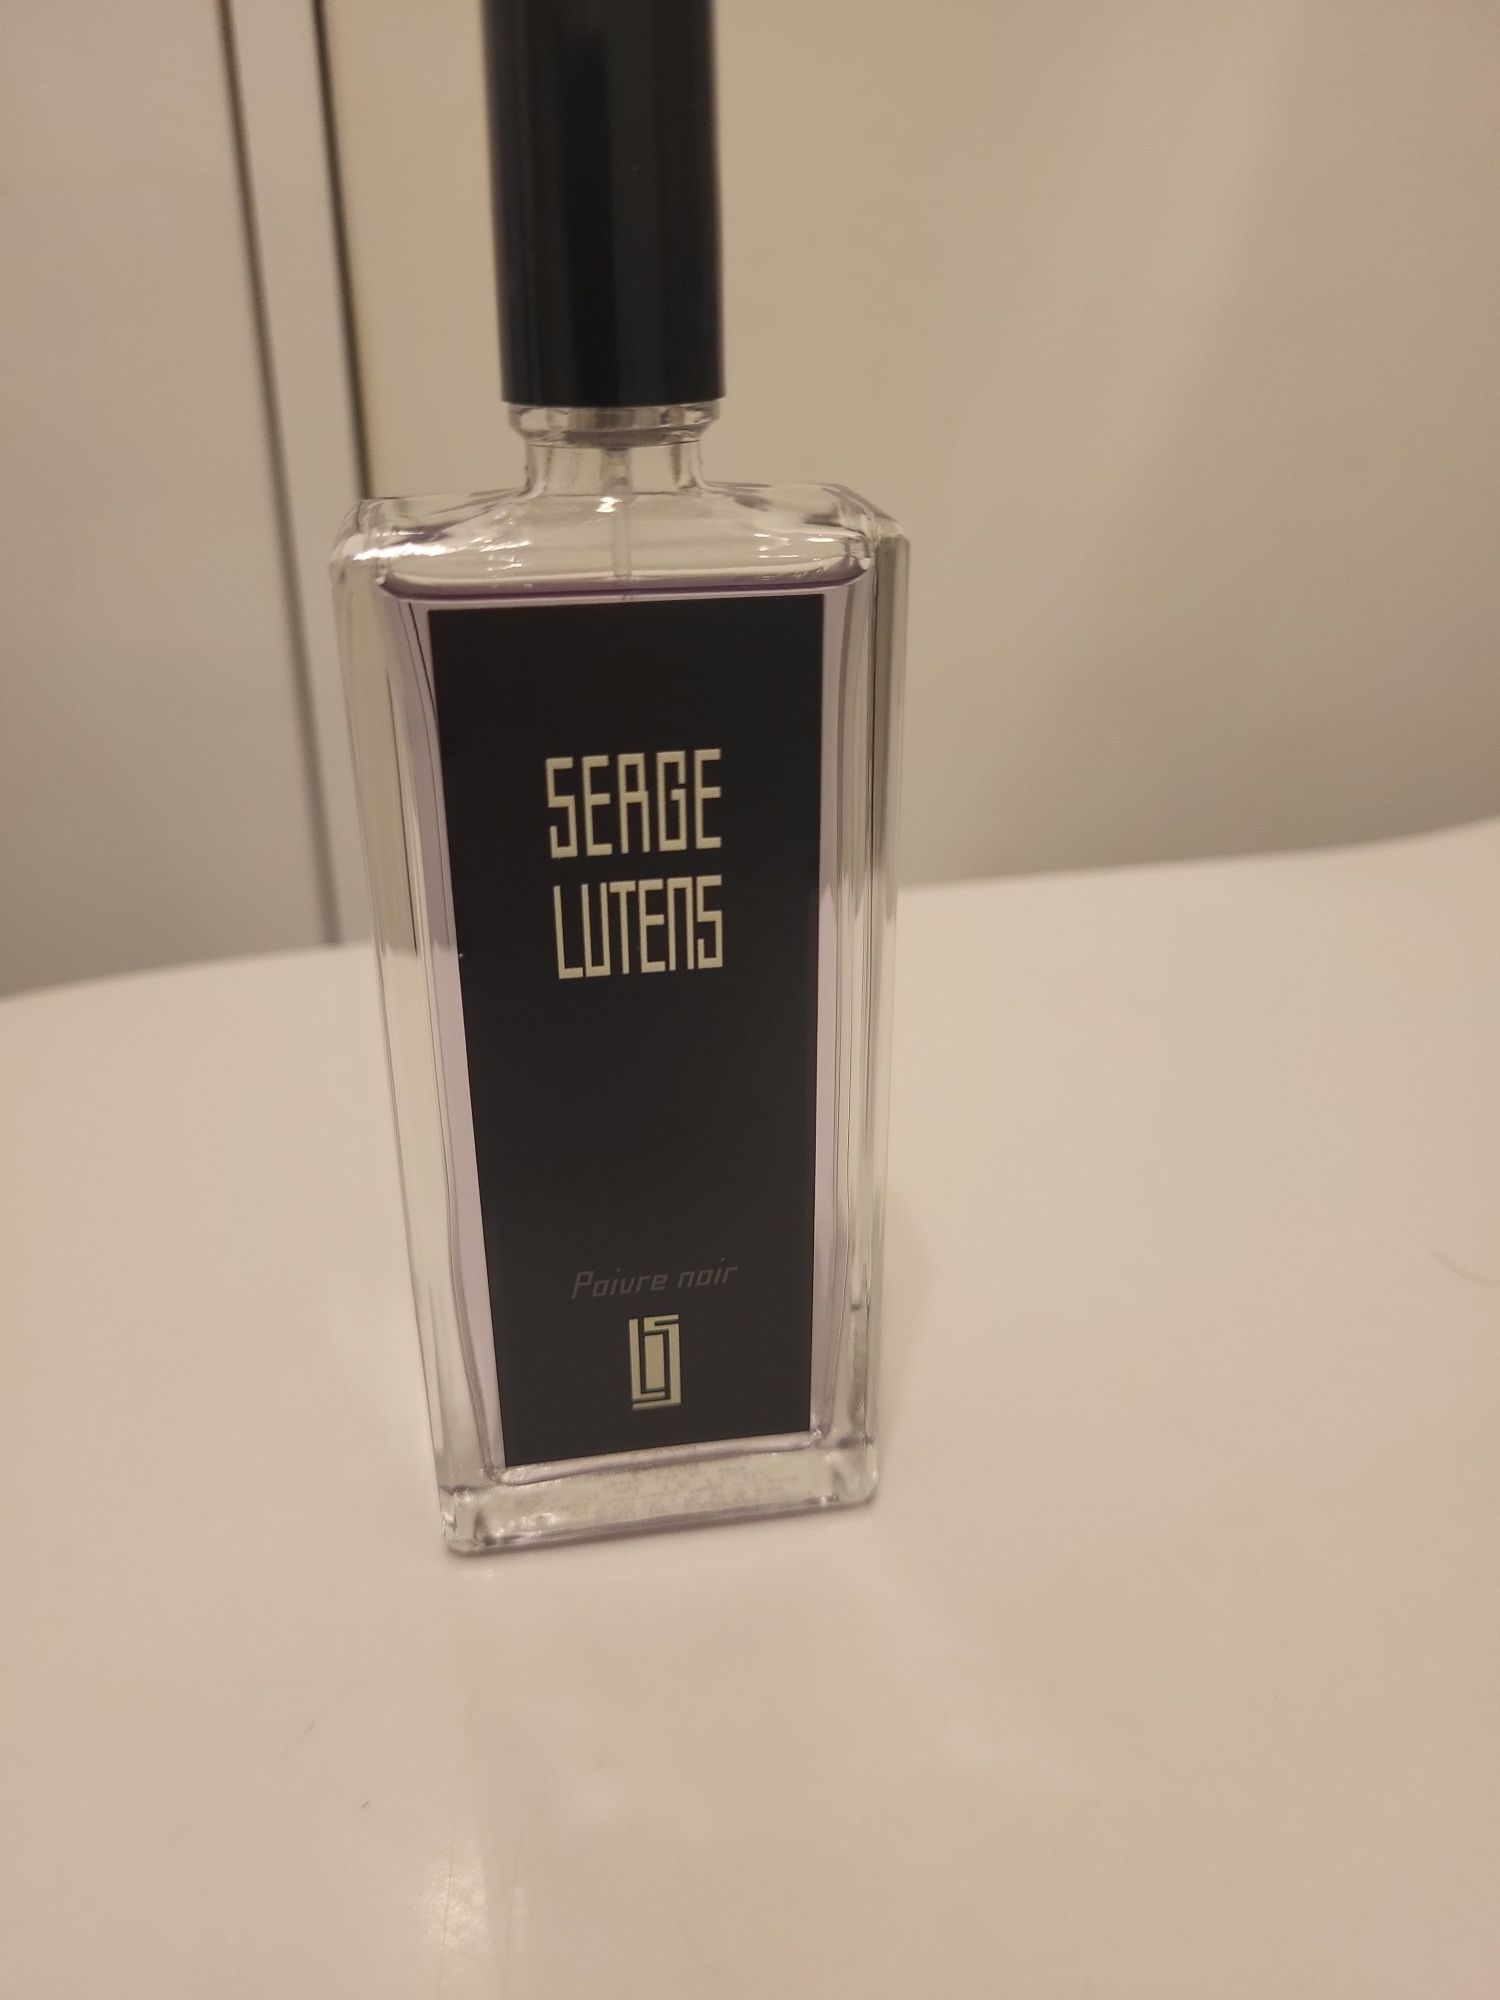 SERGE
LUTENS
Poivre noir